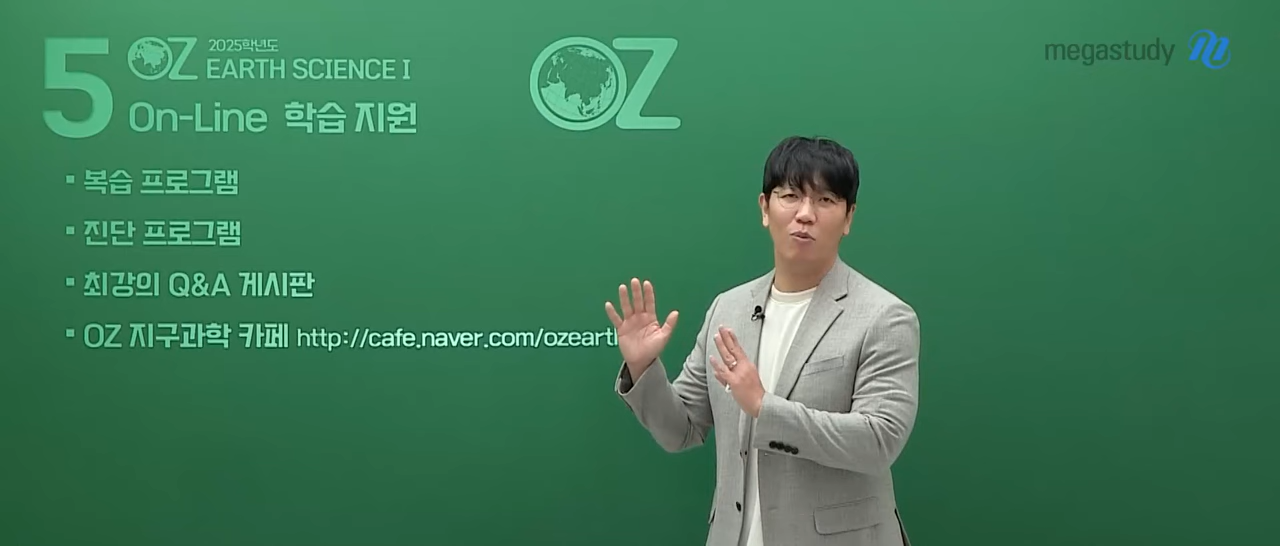 5
OZ 2025학년도
EARTH SCIENCE I
On-Line 학습 지원
▪ 복습 프로그램
▪ 진단 프로그램
▪ 최강의 Q&A 게시판
▪ OZ 지구과학 카페 http://cafe.naver.com/ozeart
OZ
megastudy m